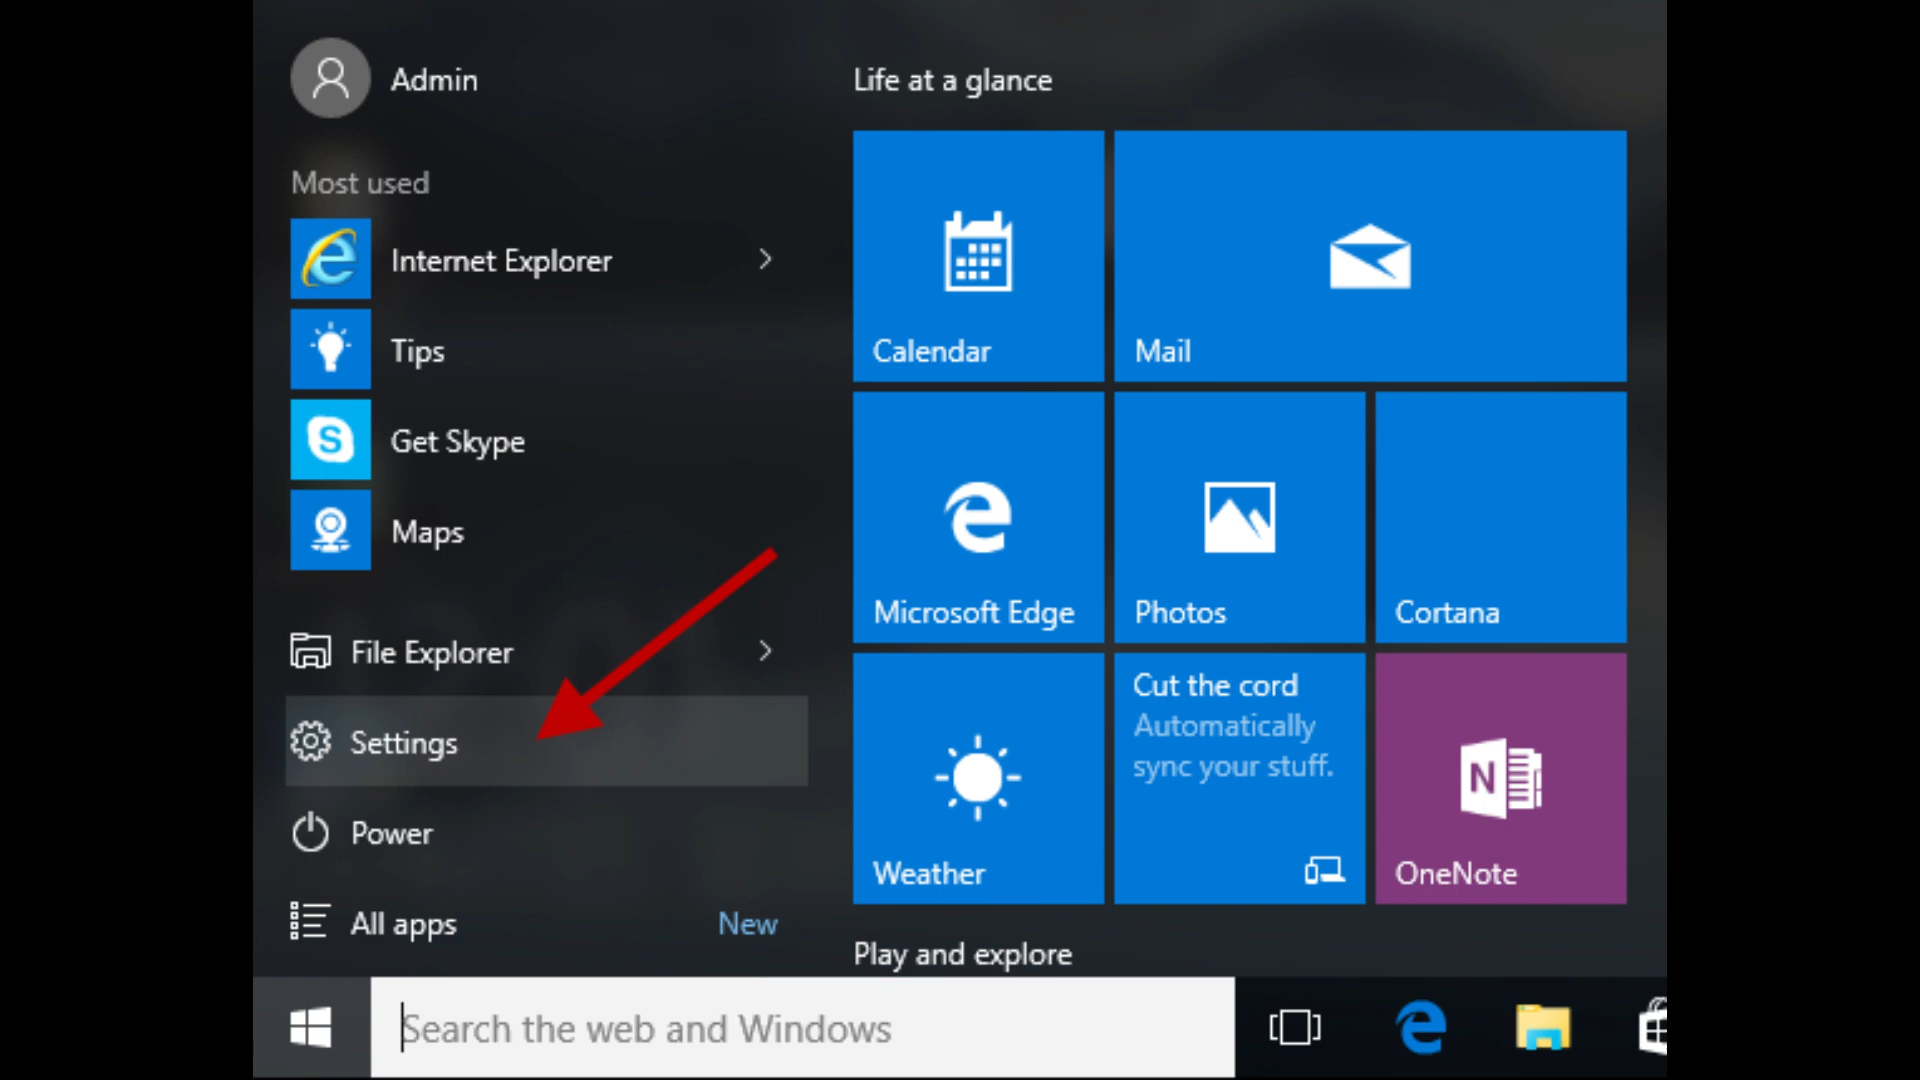 Admin
Most used
Internet Explorer
Tips
Get Skype
Maps
File Explorer
Settings
Power
All apps
New
Life at a glance
Calendar
Mail
Microsoft Edge
Photos
Cortana
Weather
Cut the cord
Automatically
sync your stuff.
OneNote
Play and explore
Search the web and Windows